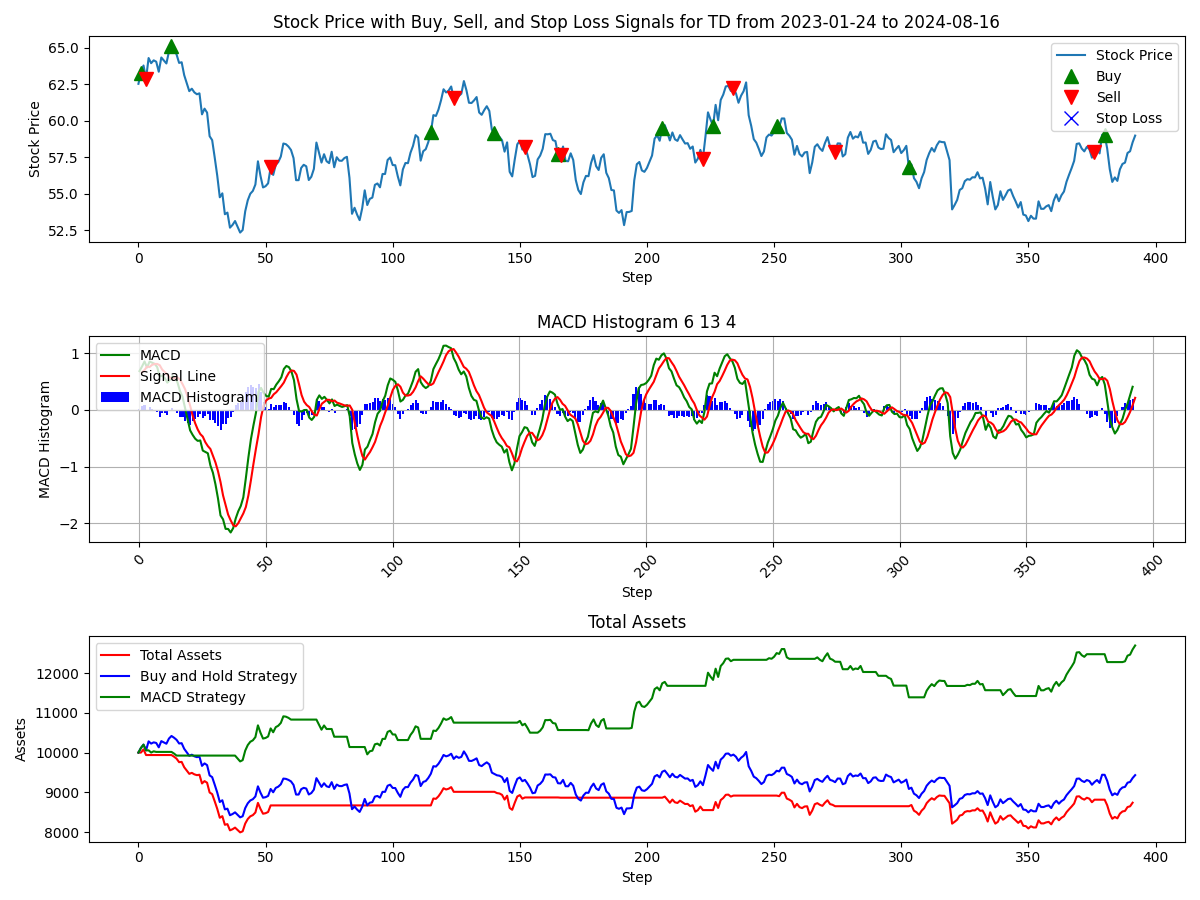 Stock Price with Buy, Sell, and Stop Loss Signals for TD from 2023-01-24 to 2024-08-16
Stock Price
65.0
62.5
60.0
57.5
55.0
52.5
Stock Price
Buy
Sell
Stop Loss
0 50 100 150 200 250 300 350 400
Step
MACD Histogram 6 13 4
MACD Histogram
1
0
−1
−2
MACD
Signal Line
MACD Histogram
0 50 100 150 200 250 300 350 400
Step
Total Assets
Assets
12000
11000
10000
9000
8000
Total Assets
Buy and Hold Strategy
MACD Strategy
0 50 100 150 200 250 300 350 400
Step